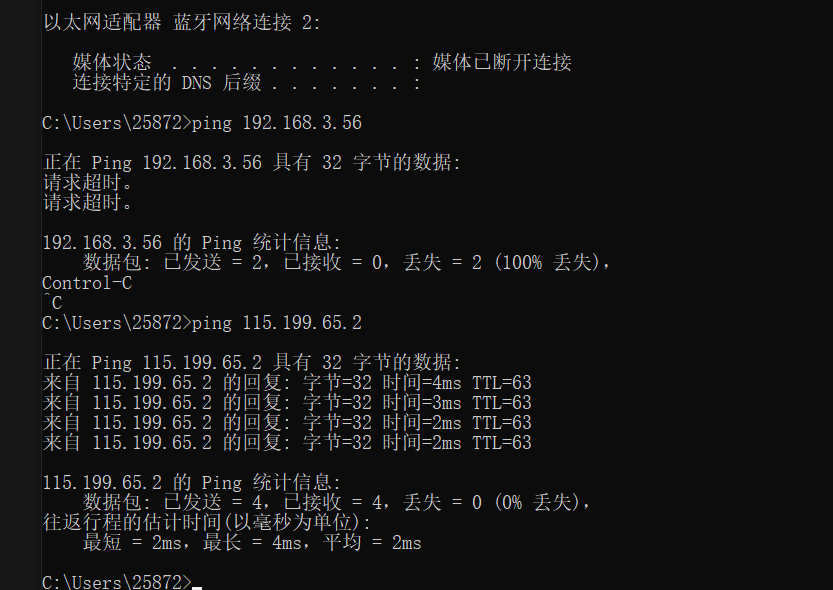 以太网适配器 蓝牙网络连接 2:
媒体状态 . . . . . . . . . . . . : 媒体已断开连接
连接特定的 DNS 后缀 . . . . . . . :
C:\Users\25872>ping 192.168.3.56
正在 Ping 192.168.3.56 具有 32 字节的数据:
请求超时。
请求超时。
192.168.3.56 的 Ping 统计信息:
数据包: 已发送 = 2，已接收 = 0，丢失 = 2 (100% 丢失)，
Control-C
^C
C:\Users\25872>ping 115.199.65.2
正在 Ping 115.199.65.2 具有 32 字节的数据:
来自 115.199.65.2 的回复: 字节=32 时间=4ms TTL=63
来自 115.199.65.2 的回复: 字节=32 时间=3ms TTL=63
来自 115.199.65.2 的回复: 字节=32 时间=2ms TTL=63
来自 115.199.65.2 的回复: 字节=32 时间=2ms TTL=63
115.199.65.2 的 Ping 统计信息:
数据包: 已发送 = 4，已接收 = 4，丢失 = 0 (0% 丢失)，
往返行程的估计时间(以毫秒为单位):
最短 = 2ms，最长 = 4ms，平均 = 2ms
C:\Users\25872>